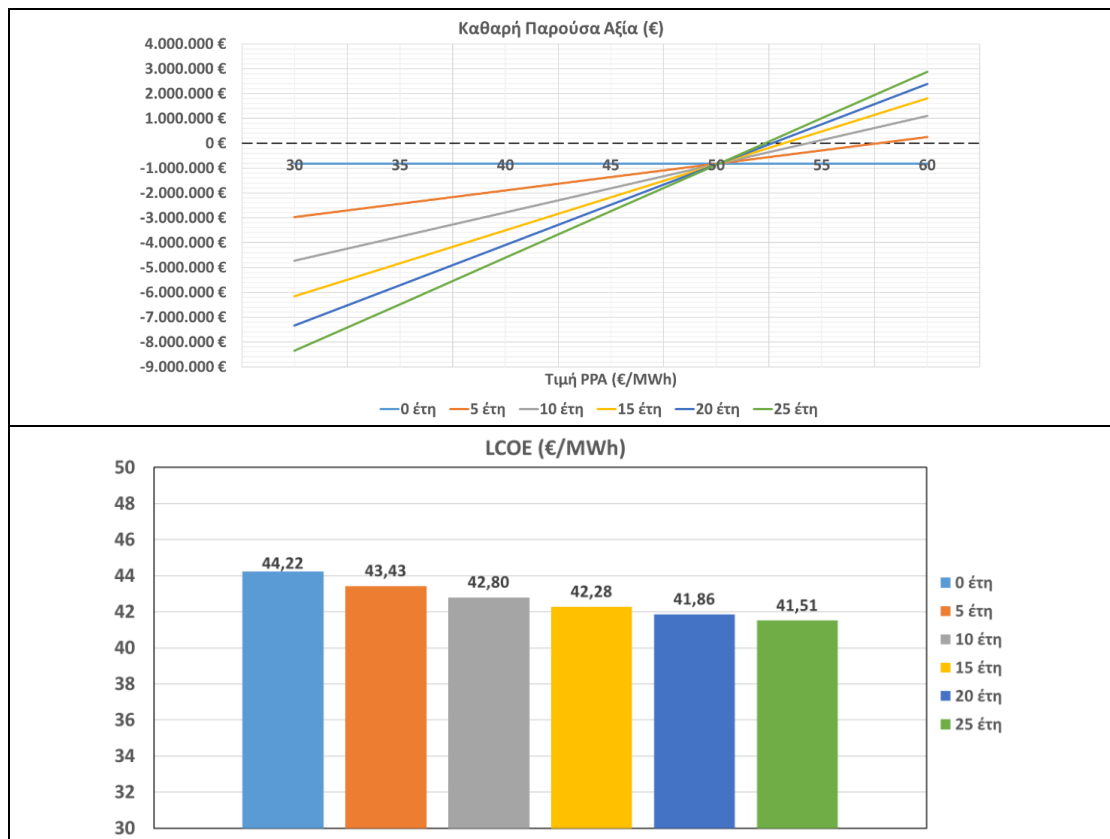 Καθαρή Παρούσα Αξία (€)
4.000.000 €
3.000.000 €
2.000.000 €
1.000.000 €
0 €
-1.000.000 €
-2.000.000 €
-3.000.000 €
-4.000.000 €
-5.000.000 €
-6.000.000 €
-7.000.000 €
-8.000.000 €
-9.000.000 €
30 35 40 45 50 55 60
Τιμή PPA (€/MWh)
0 έτη 5 έτη 10 έτη 15 έτη 20 έτη 25 έτη
LCOE (€/MWh)
50
48
46
44
42
40
38
36
34
32
30
44,22 43,43 42,80 42,28 41,86 41,51
0 έτη
5 έτη
10 έτη
15 έτη
20 έτη
25 έτη